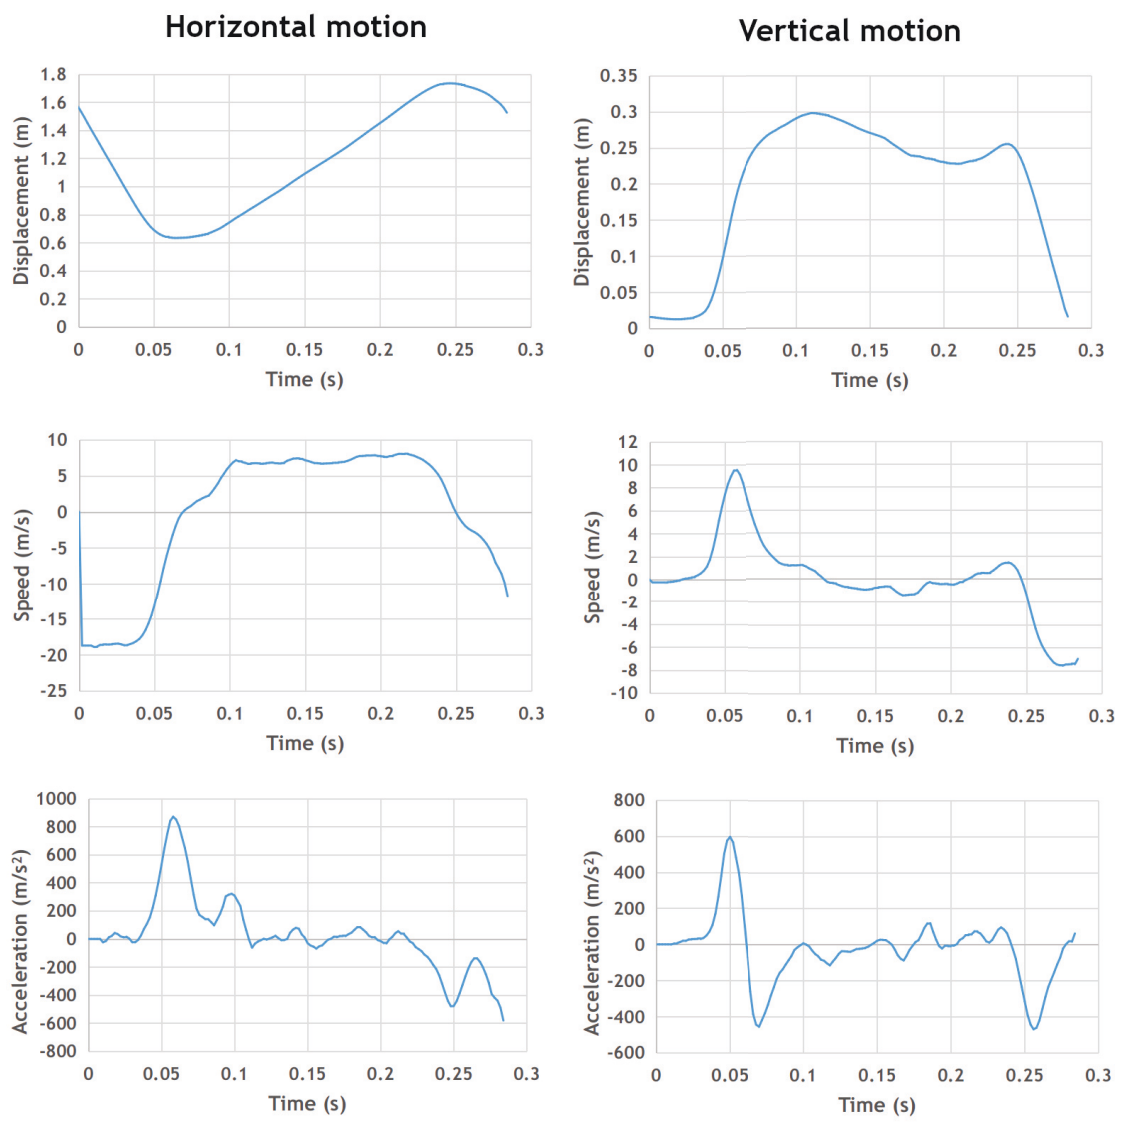 Horizontal motion
Vertical motion
Displacement (m)
1.8
1.6
1.4
1.2
1
0.8
0.6
0.4
0.2
0
0 0.05 0.1 0.15 0.2 0.25 0.3
Time (s)
Displacement (m)
0.35
0.3
0.25
0.2
0.15
0.1
0.05
0
0 0.05 0.1 0.15 0.2 0.25 0.3
Time (s)
Speed (m/s)
10
5
0
-5
-10
-15
-20
-25
0 0.05 0.1 0.15 0.2 0.25 0.3
Time (s)
Speed (m/s)
12
10
8
6
4
2
0
-2
-4
-6
-8
-10
0 0.05 0.1 0.15 0.2 0.25 0.3
Time (s)
Acceleration (m/s²)
1000
800
600
400
200
0
-200
-400
-600
-800
0 0.05 0.1 0.15 0.2 0.25 0.3
Time (s)
Acceleration (m/s²)
800
600
400
200
0
-200
-400
-600
0 0.05 0.1 0.15 0.2 0.25 0.3
Time (s)